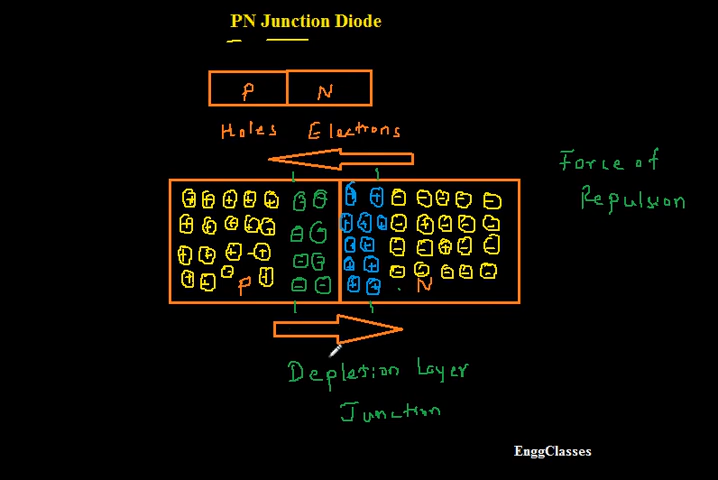 PN Junction Diode
P N
Holes Electrons
Force of
Repulsion
P N
Depletion Layer
Junction
EnggClasses